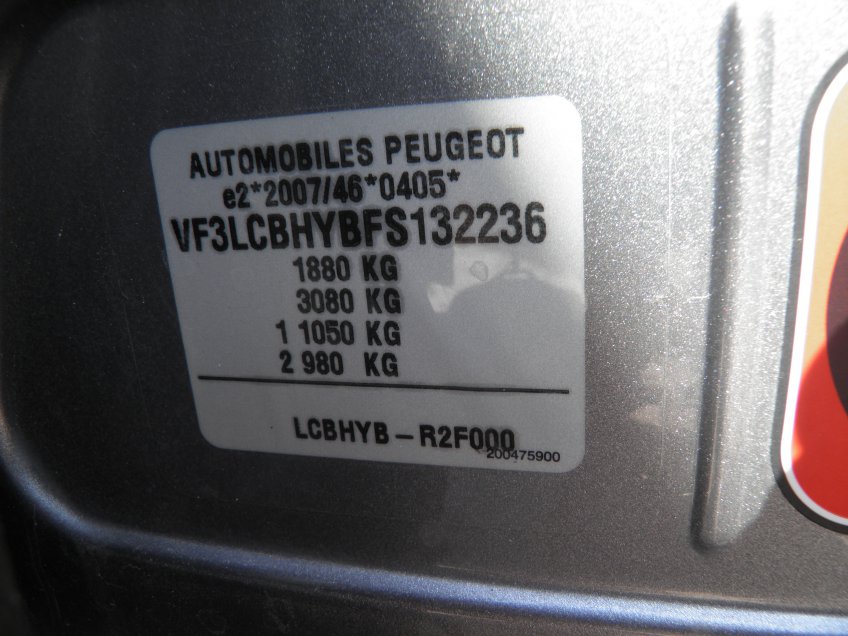 AUTOMOBILES PEUGEOT
e2*2007/46*0405*
VF3LCBHYBFS132236
1880 KG
3080 KG
1 1050 KG
2 980 KG
LCBHYB – R2F000
200475900